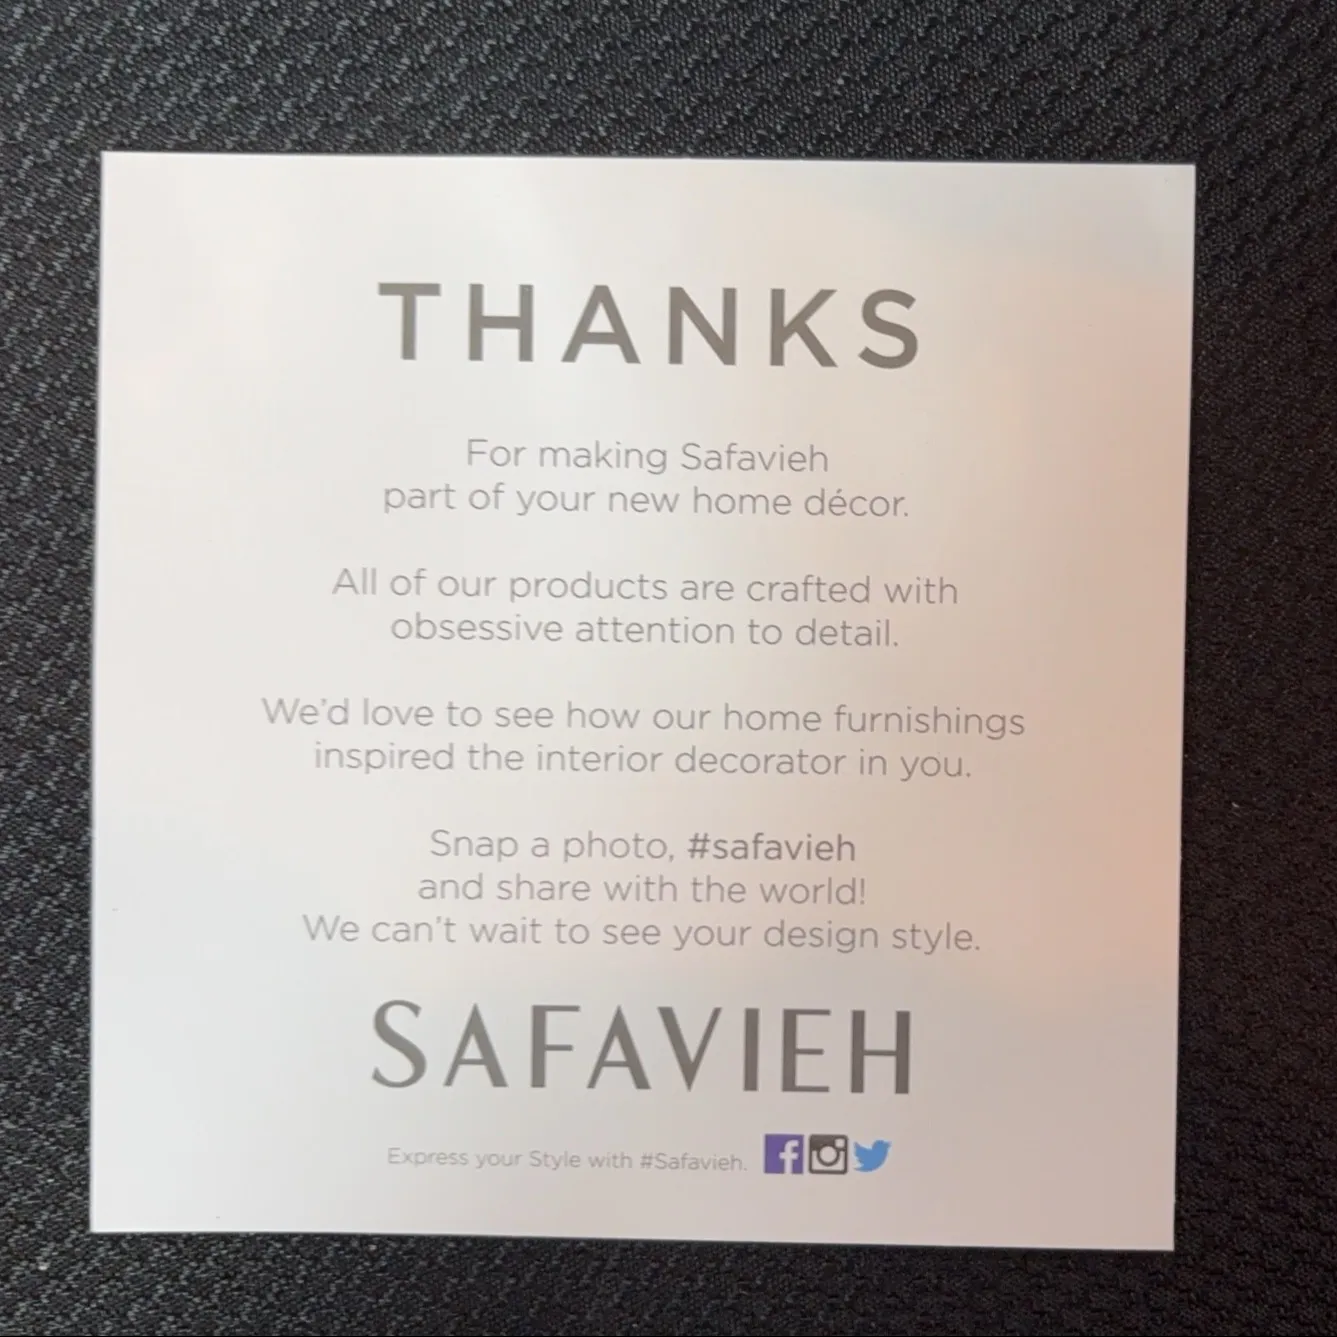 THANKS
For making Safavieh
part of your new home décor.
All of our products are crafted with
obsessive attention to detail.
We'd love to see how our home furnishings
inspired the interior decorator in you.
Snap a photo, #safavieh
and share with the world!
We can't wait to see your design style.
SAFAVIEH
Express your Style with #Safavieh.